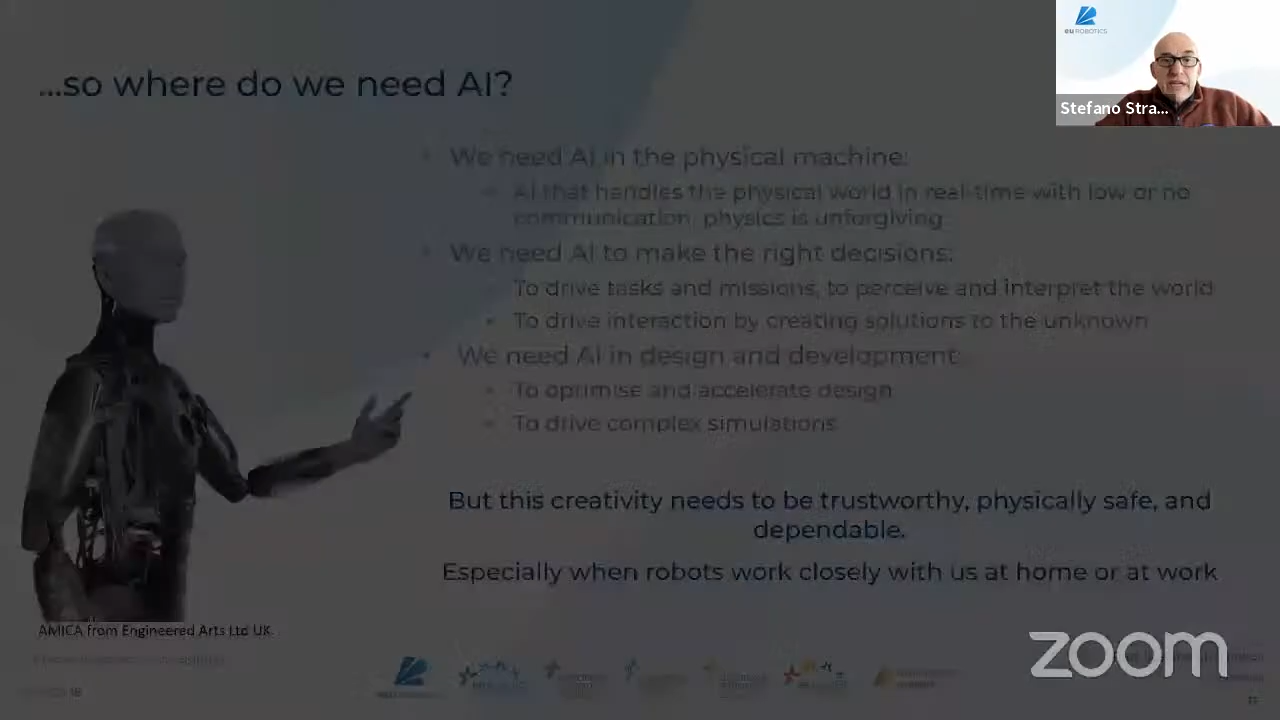 ...so where do we need AI?
EU ROBOTICS
Stefano Stra...
• We need AI in the physical machine:
• AI that handles the physical world in real-time with low or no
communication, physics is unforgiving
• We need AI to make the right decisions:
• To drive tasks and missions, to perceive and interpret the world
• To drive interaction by creating solutions to the unknown
• We need AI in design and development:
• To optimise and accelerate design
• To drive complex simulations
But this creativity needs to be trustworthy, physically safe, and
dependable.
Especially when robots work closely with us at home or at work
AMICA from Engineered Arts Ltd UK.
zoom